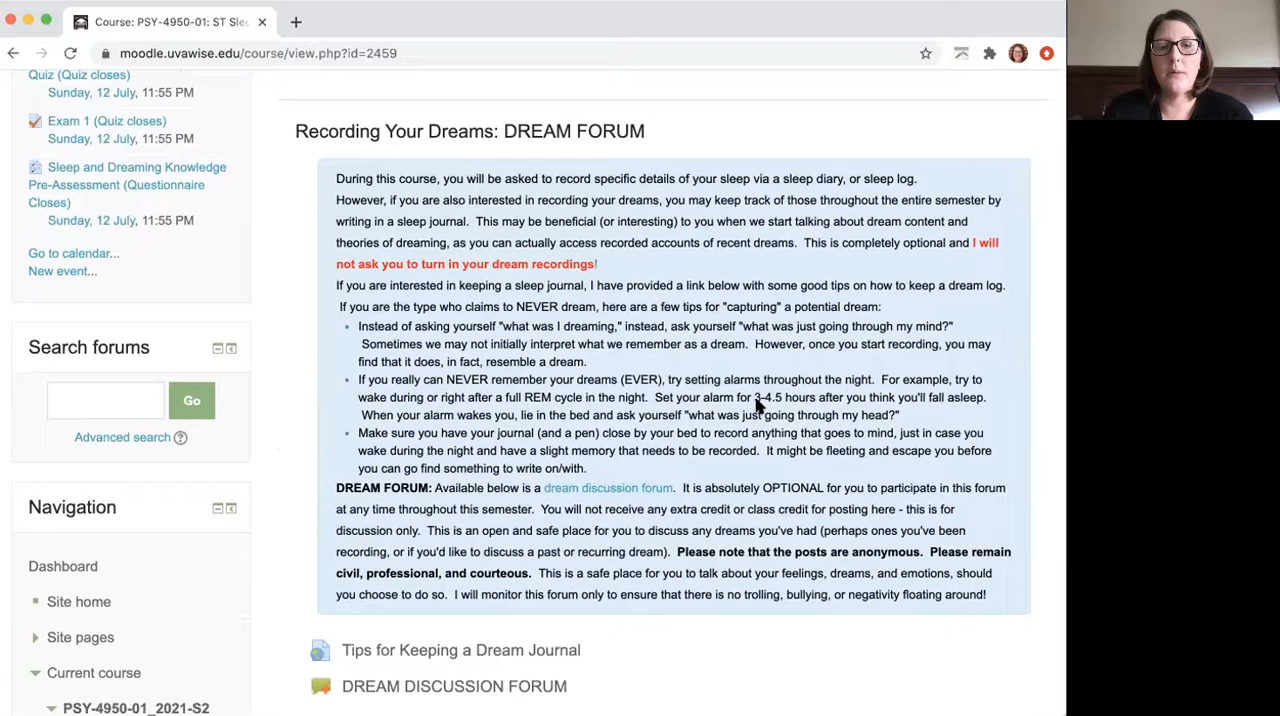 Course: PSY-4950-01: ST Sle
moodle.uvawise.edu/course/view.php?id=2459
Quiz (Quiz closes)
Sunday, 12 July, 11:55 PM
Exam 1 (Quiz closes)
Sunday, 12 July, 11:55 PM
Sleep and Dreaming Knowledge
Pre-Assessment (Questionnaire
Closes)
Sunday, 12 July, 11:55 PM
Go to calendar...
New event...
Search forums
Go
Advanced search
Navigation
Dashboard
Site home
Site pages
Current course
PSY-4950-01_2021-S2
Recording Your Dreams: DREAM FORUM
During this course, you will be asked to record specific details of your sleep via a sleep diary, or sleep log.
However, if you are also interested in recording your dreams, you may keep track of those throughout the entire semester by
writing in a sleep journal. This may be beneficial (or interesting) to you when we start talking about dream content and
theories of dreaming, as you can actually access recorded accounts of recent dreams. This is completely optional and I will
not ask you to turn in your dream recordings!
If you are interested in keeping a sleep journal, I have provided a link below with some good tips on how to keep a dream log.
If you are the type who claims to NEVER dream, here are a few tips for "capturing" a potential dream:
Instead of asking yourself "what was I dreaming," instead, ask yourself "what was just going through my mind?"
Sometimes we may not initially interpret what we remember as a dream. However, once you start recording, you may
find that it does, in fact, resemble a dream.
If you really can NEVER remember your dreams (EVER), try setting alarms throughout the night. For example, try to
wake during or right after a full REM cycle in the night. Set your alarm for 3-4.5 hours after you think you'll fall asleep.
When your alarm wakes you, lie in the bed and ask yourself "what was just going through my head?"
Make sure you have your journal (and a pen) close by your bed to record anything that goes to mind, just in case you
wake during the night and have a slight memory that needs to be recorded. It might be fleeting and escape you before
you can go find something to write on/with.
DREAM FORUM: Available below is a dream discussion forum. It is absolutely OPTIONAL for you to participate in this forum
at any time throughout this semester. You will not receive any extra credit or class credit for posting here - this is for
discussion only. This is an open and safe place for you to discuss any dreams you've had (perhaps ones you've been
recording, or if you'd like to discuss a past or recurring dream). Please note that the posts are anonymous. Please remain
civil, professional, and courteous. This is a safe place for you to talk about your feelings, dreams, and emotions, should
you choose to do so. I will monitor this forum only to ensure that there is no trolling, bullying, or negativity floating around!
Tips for Keeping a Dream Journal
DREAM DISCUSSION FORUM